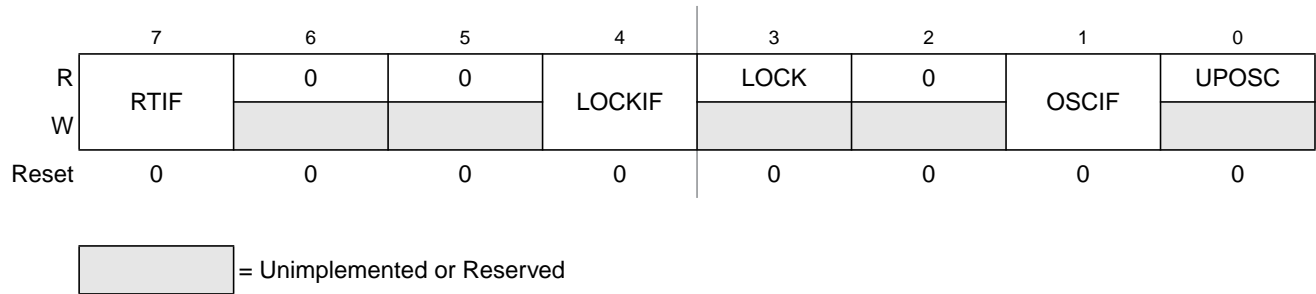 7 6 5 4 3 2 1 0
R RTIF 0 0 LOCKIF LOCK 0 OSCIF UPOSC
W
Reset 0 0 0 0 0 0 0 0
= Unimplemented or Reserved